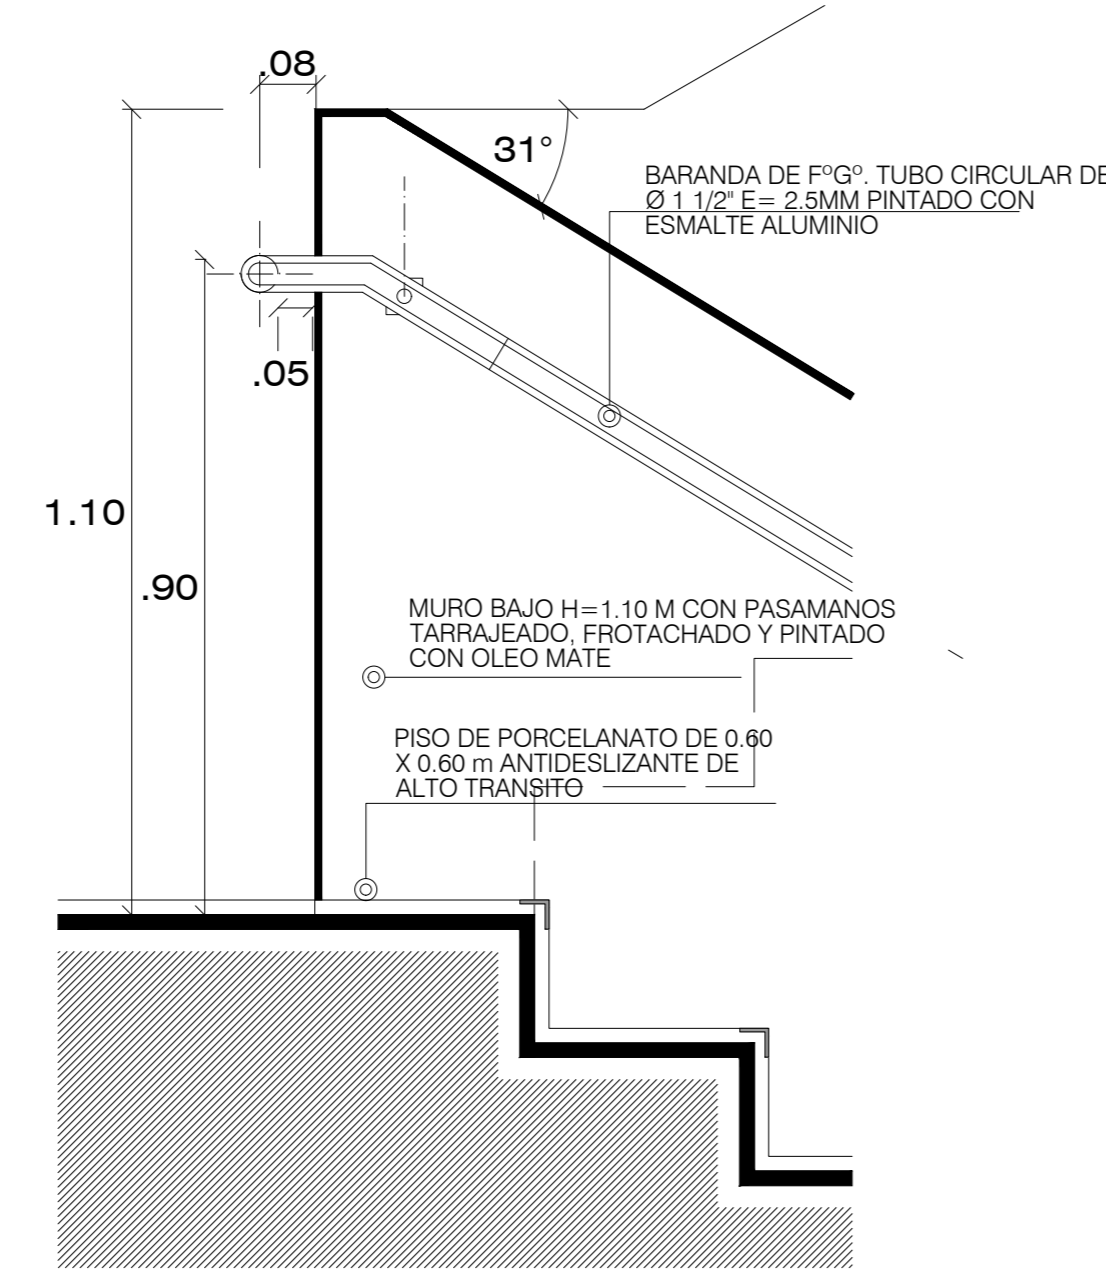 .08
31°
BARANDA DE F°G°. TUBO CIRCULAR DE
Ø 1 1/2" E= 2.5MM PINTADO CON
ESMALTE ALUMINIO
.05
1.10
.90
MURO BAJO H=1.10 M CON PASAMANOS
TARRAJEADO, FROTACHADO Y PINTADO
CON OLEO MATE
PISO DE PORCELANATO DE 0.60
X 0.60 m ANTIDESLIZANTE DE
ALTO TRANSITO